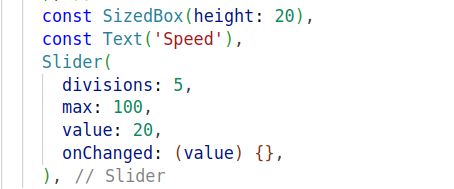 const SizedBox(height: 20),
const Text('Speed'),
Slider(
divisions: 5,
max: 100,
value: 20,
onChanged: (value) {},
), // Slider